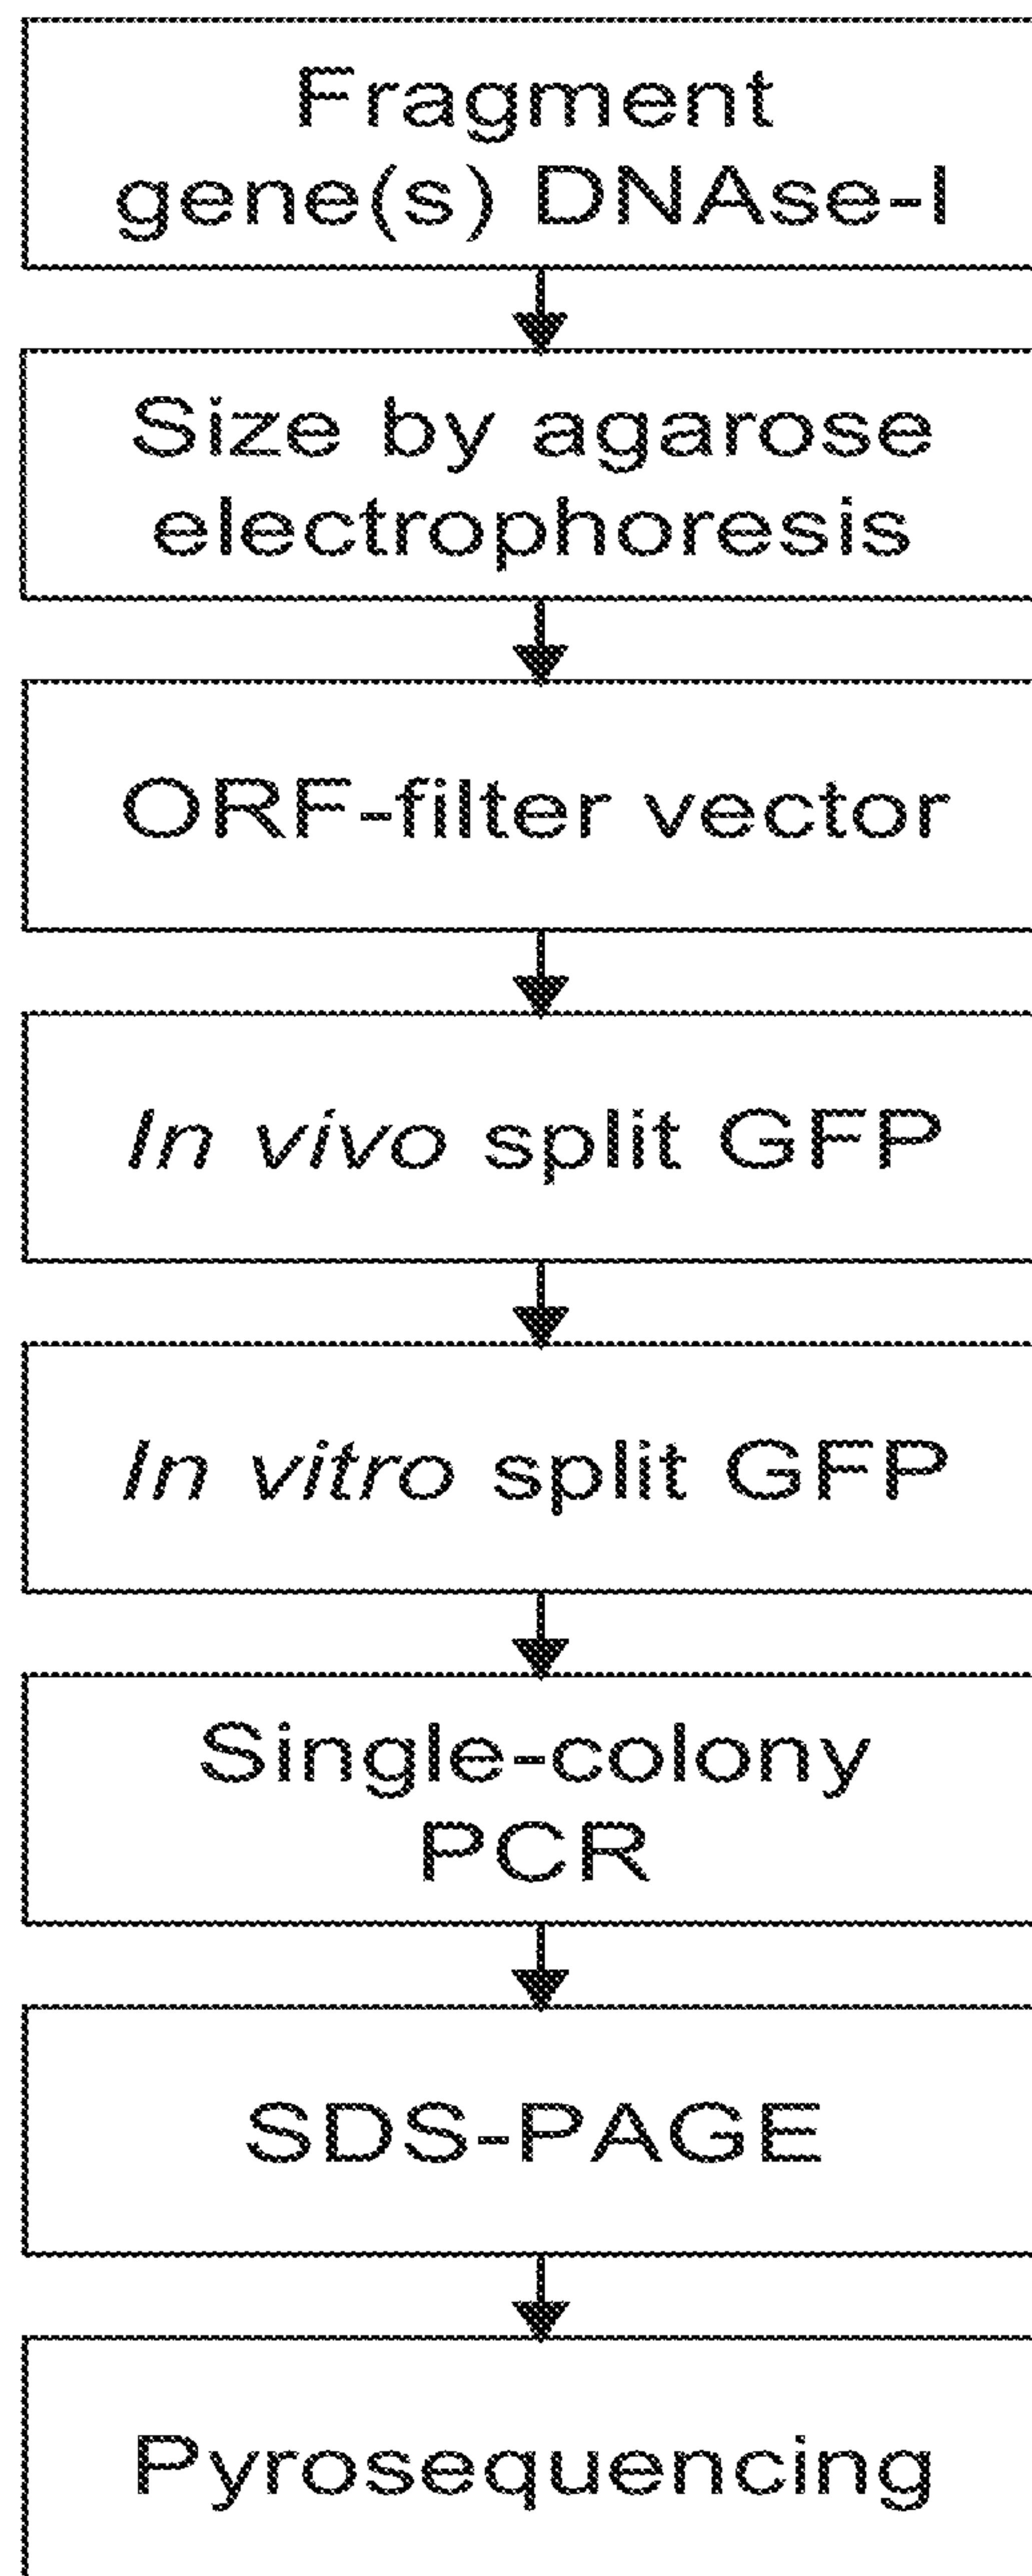 Fragment
gene(s) DNAse-I
Size by agarose
electrophoresis
ORF-filter vector
In vivo split GFP
In vitro split GFP
Single-colony
PCR
SDS-PAGE
Pyrosequencing